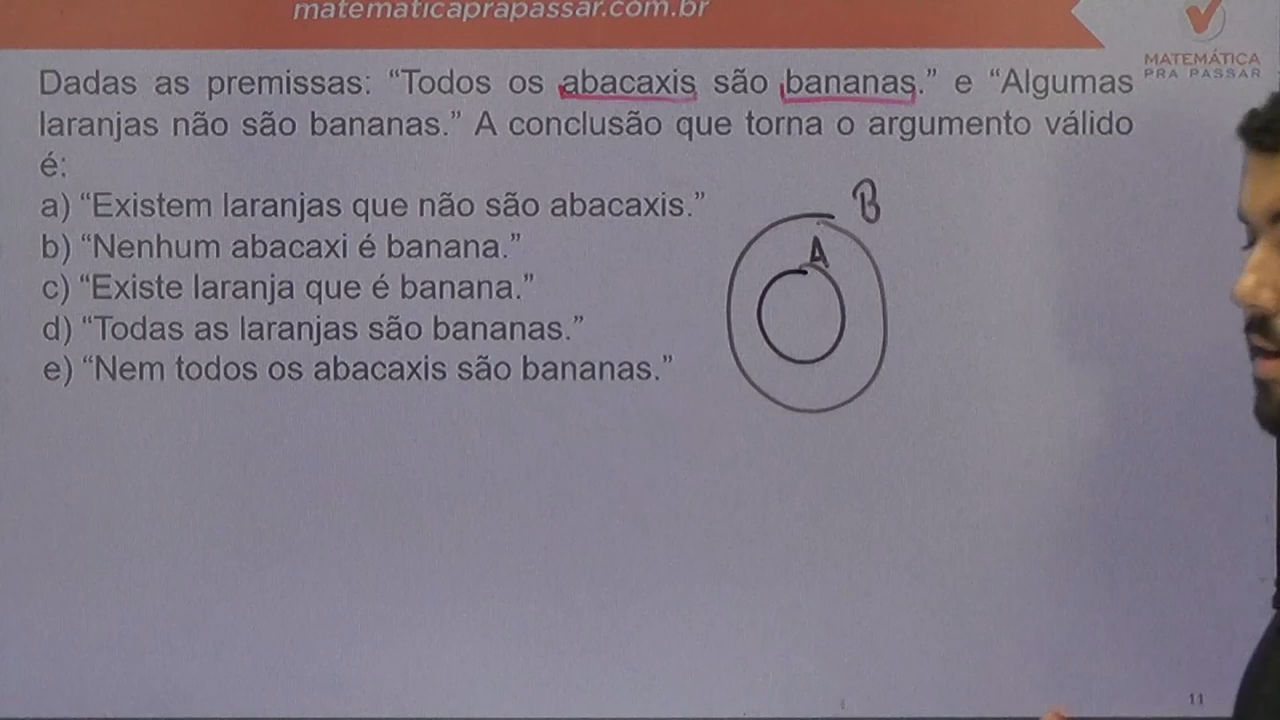 matematicaprapassar.com.br
MATEMÁTICA
PRA PASSAR
Dadas as premissas: “Todos os abacaxis são bananas.” e “Algumas
laranjas não são bananas.” A conclusão que torna o argumento válido
é:
a) “Existem laranjas que não são abacaxis.”
b) “Nenhum abacaxi é banana.”
c) “Existe laranja que é banana.”
d) “Todas as laranjas são bananas.”
e) “Nem todos os abacaxis são bananas.”
B
A
11